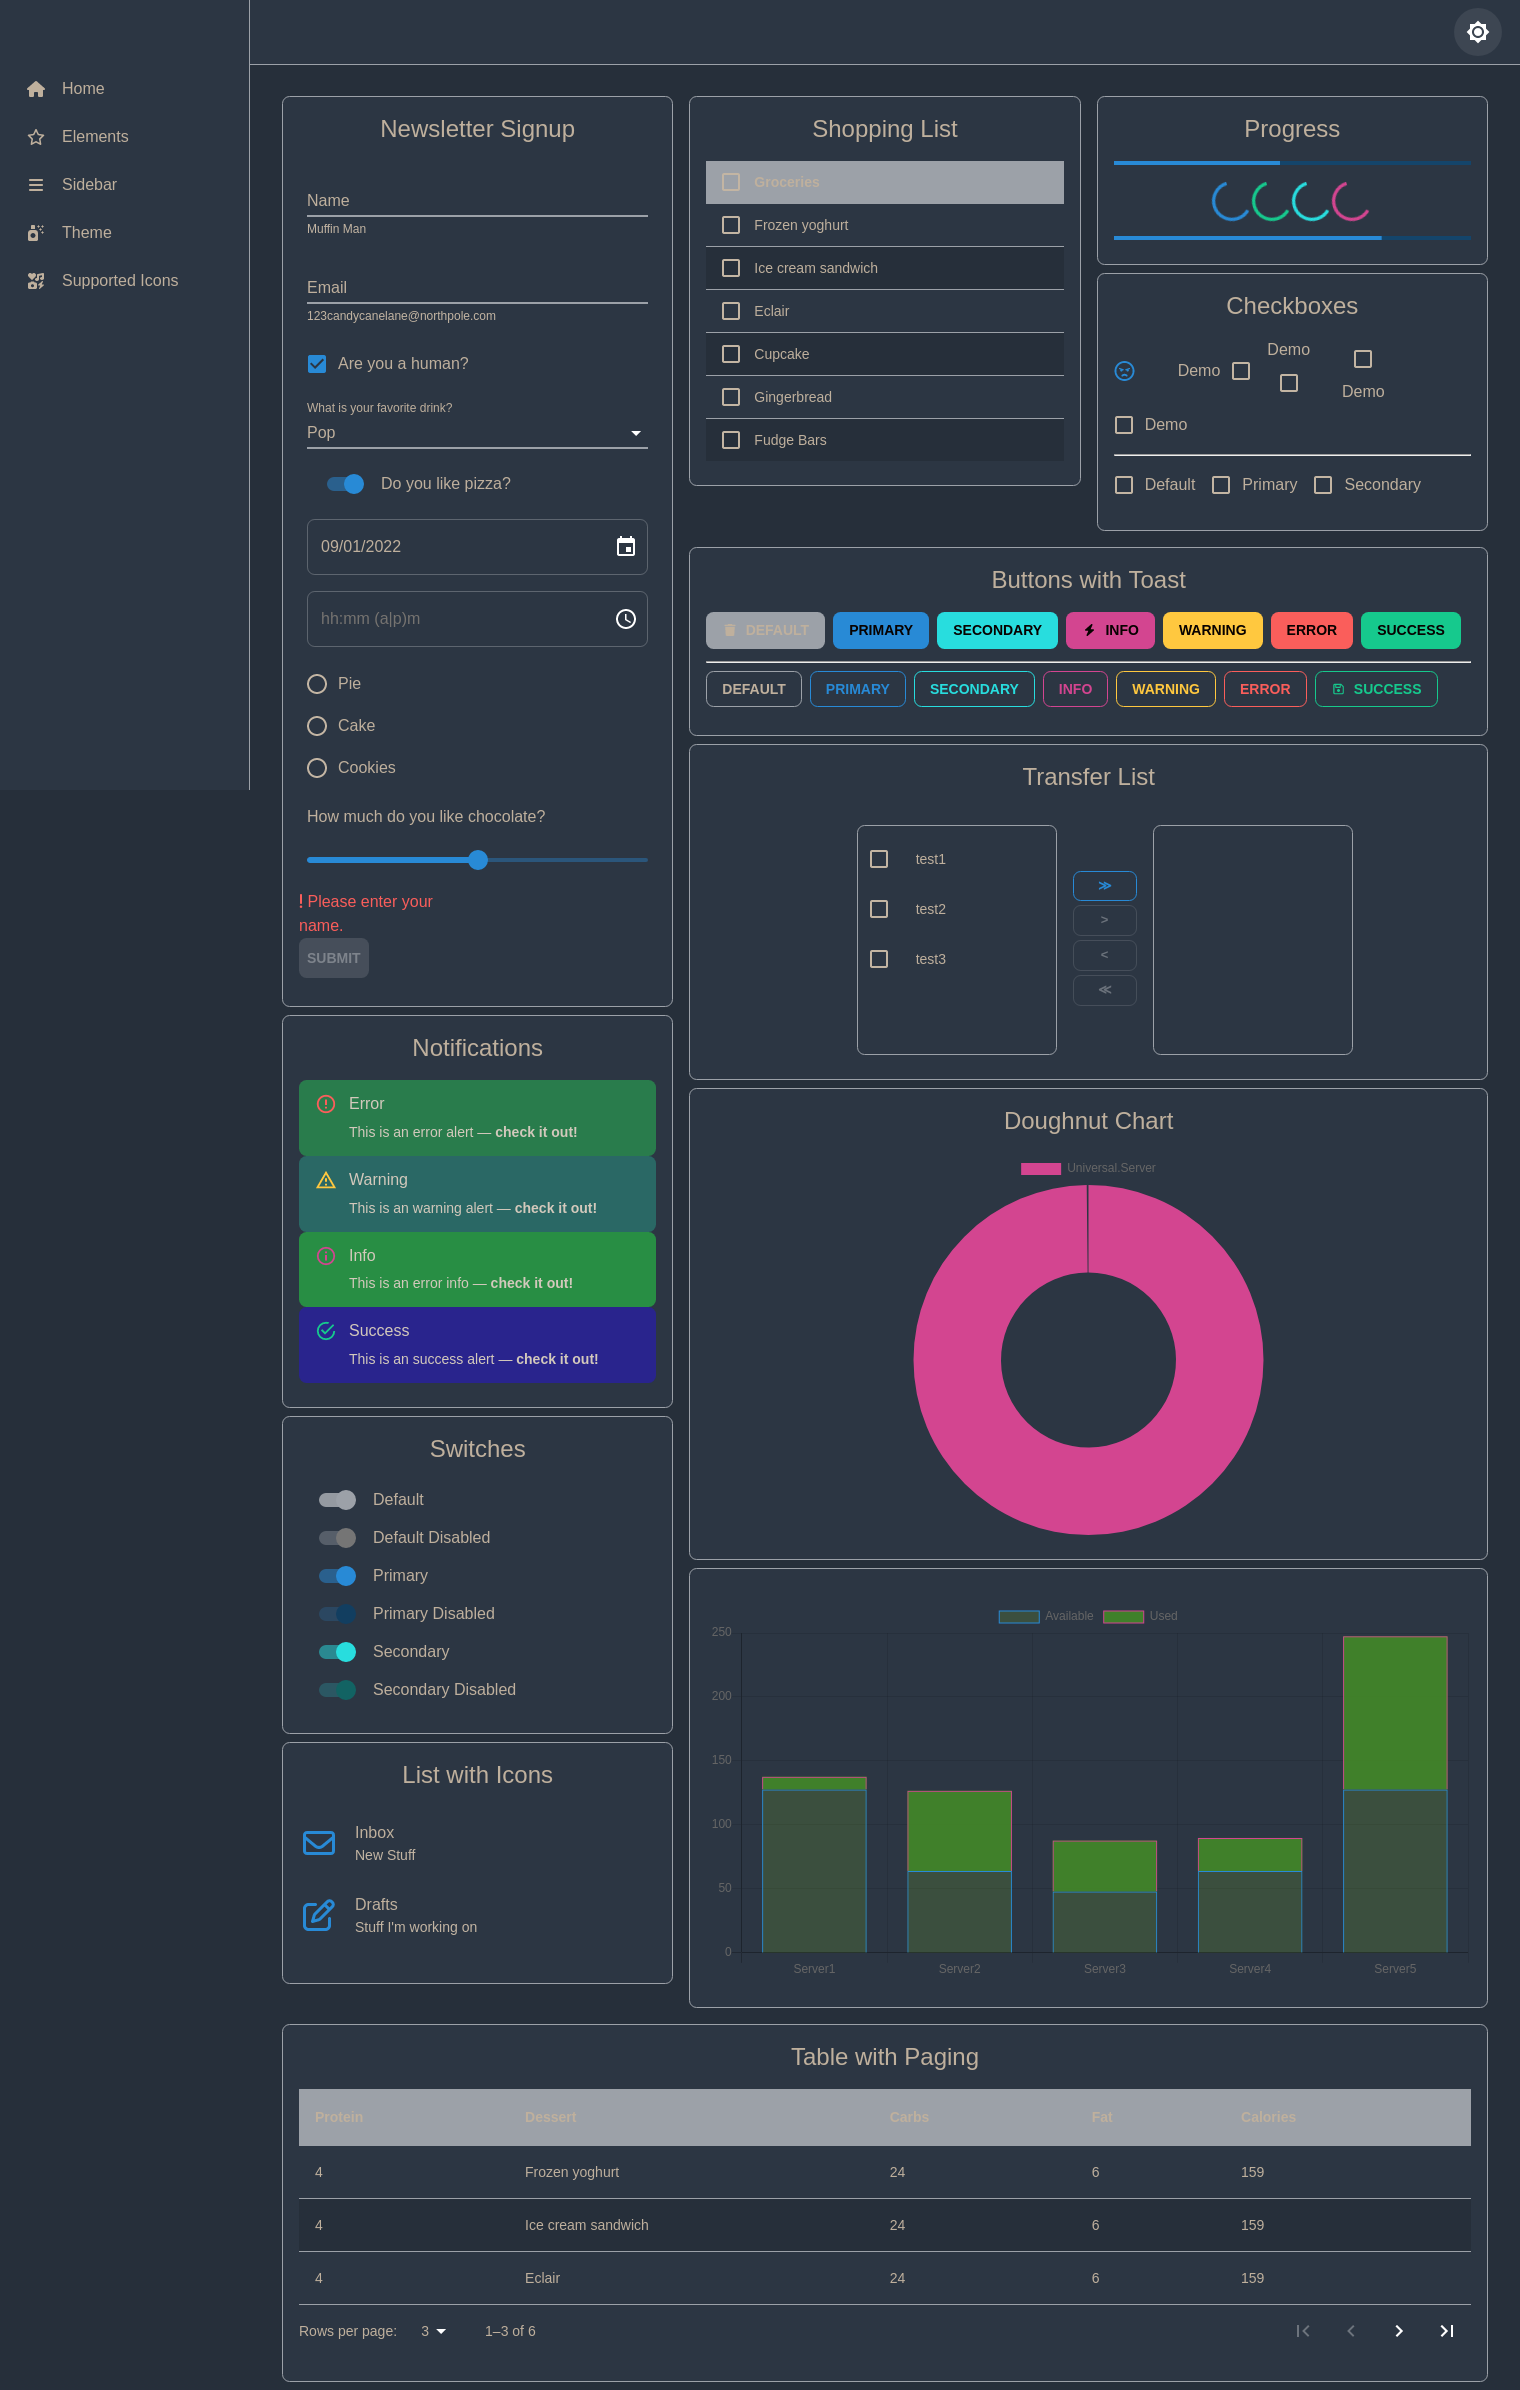 Home
Elements
Sidebar
Theme
Supported Icons
Newsletter Signup
Name
Muffin Man
Email
123candycanelane@northpole.com
Are you a human?
What is your favorite drink?
Pop
Do you like pizza?
09/01/2022
hh:mm (a|p)m
Pie
Cake
Cookies
How much do you like chocolate?
! Please enter your
name.
SUBMIT
Notifications
Error
This is an error alert — check it out!
Warning
This is an warning alert — check it out!
Info
This is an error info — check it out!
Success
This is an success alert — check it out!
Switches
Default
Default Disabled
Primary
Primary Disabled
Secondary
Secondary Disabled
List with Icons
Inbox
New Stuff
Drafts
Stuff I'm working on
Shopping List
Groceries
Frozen yoghurt
Ice cream sandwich
Eclair
Cupcake
Gingerbread
Fudge Bars
Progress
Checkboxes
Demo
Demo
Demo
Demo
Default Primary Secondary
Buttons with Toast
DEFAULT PRIMARY SECONDARY INFO WARNING ERROR SUCCESS
DEFAULT PRIMARY SECONDARY INFO WARNING ERROR SUCCESS
Transfer List
test1
test2
test3
≫
>
<
≪
Doughnut Chart
Universal.Server
Available Used
250
200
150
100
50
0
Server1 Server2 Server3 Server4 Server5
Table with Paging
Protein Dessert Carbs Fat Calories
4 Frozen yoghurt 24 6 159
4 Ice cream sandwich 24 6 159
4 Eclair 24 6 159
Rows per page: 3 1–3 of 6